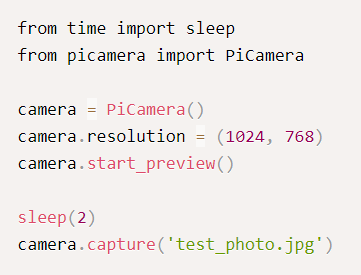 from time import sleep
from picamera import PiCamera
camera = PiCamera()
camera.resolution = (1024, 768)
camera.start_preview()
sleep(2)
camera.capture('test_photo.jpg')